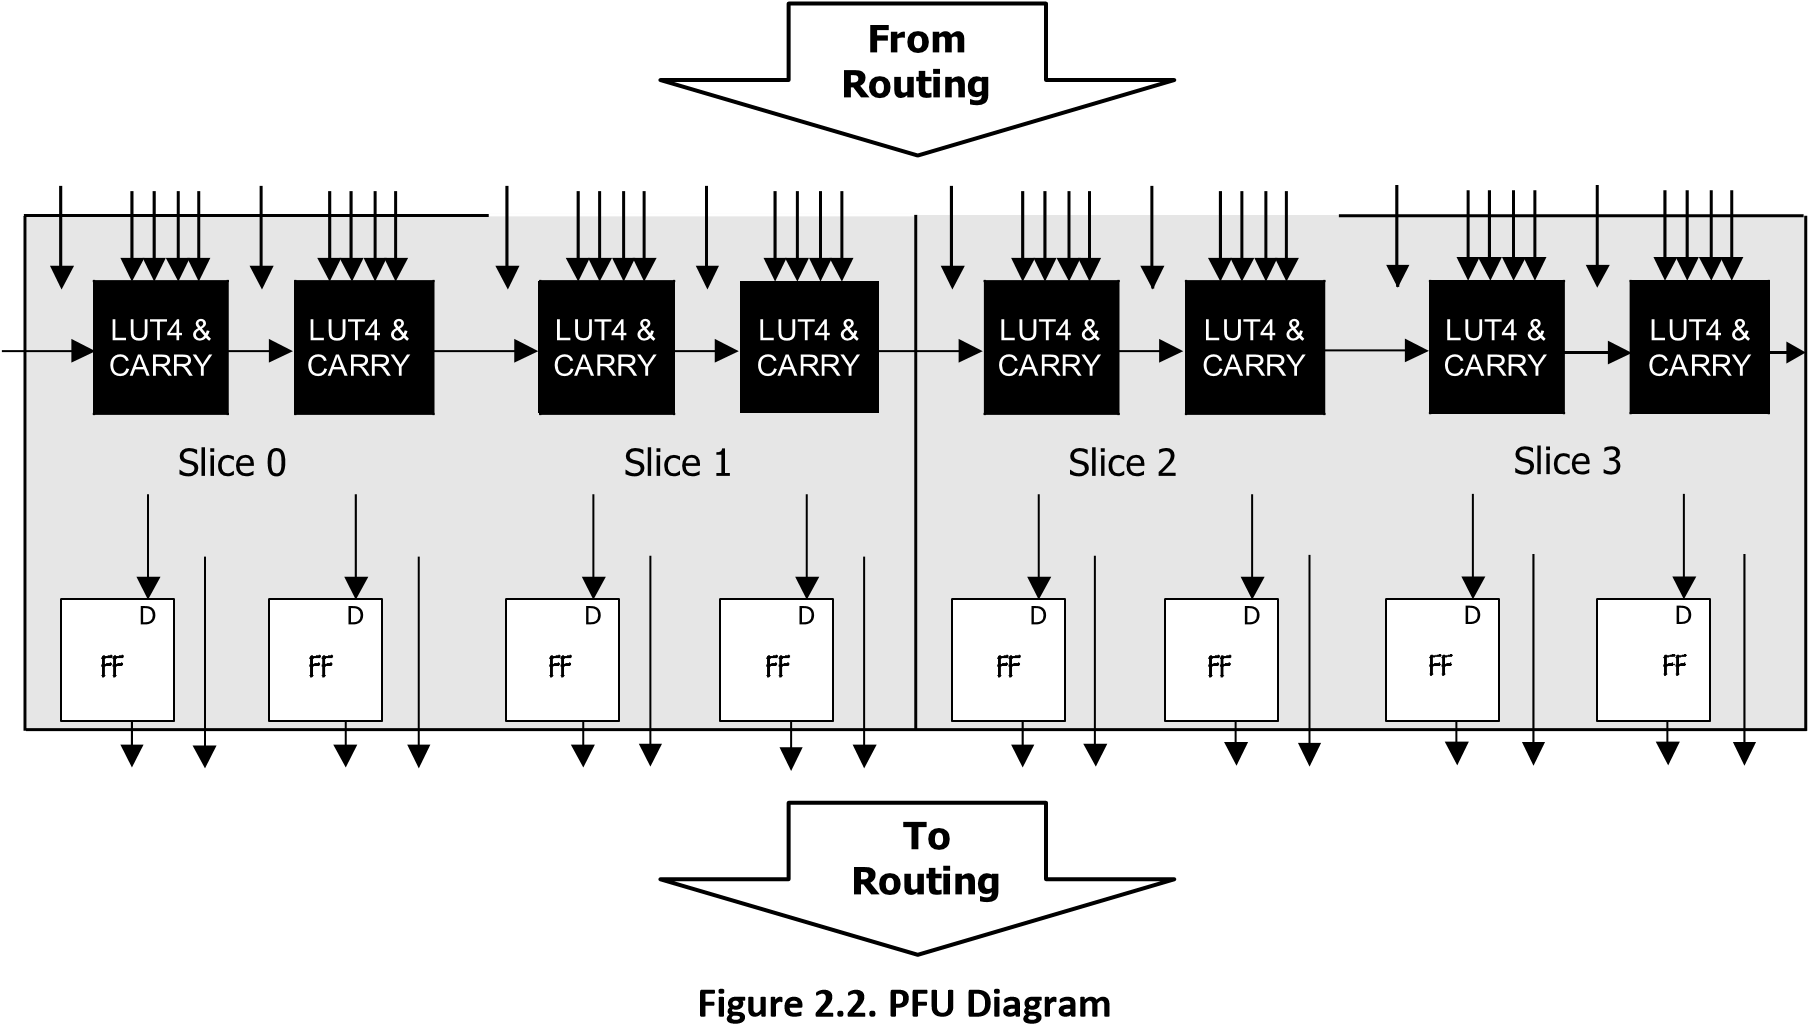 From
Routing
LUT4 &
CARRY
LUT4 &
CARRY
LUT4 &
CARRY
LUT4 &
CARRY
LUT4 &
CARRY
LUT4 &
CARRY
LUT4 &
CARRY
LUT4 &
CARRY
Slice 0
Slice 1
Slice 2
Slice 3
D
FF
D
FF
D
FF
D
FF
D
FF
D
FF
D
FF
D
FF
To
Routing
Figure 2.2. PFU Diagram